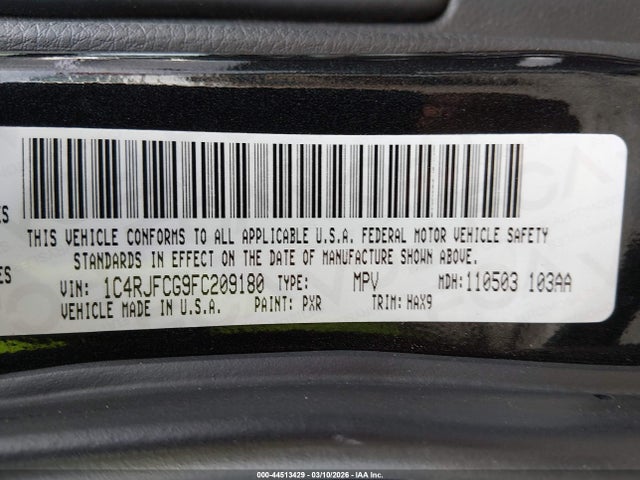 THIS VEHICLE CONFORMS TO ALL APPLICABLE U.S.A. FEDERAL MOTOR VEHICLE SAFETY
ES
STANDARDS IN EFFECT ON THE DATE OF MANUFACTURE SHOWN ABOVE.
ES
VIN: 1C4RJFCG9FC209180 TYPE: MPV MDH: 110503 103AA
VEHICLE MADE IN U.S.A. PAINT: PXR TRIM: HAX9
000-44513429 - 03/10/2026 - IAA Inc.